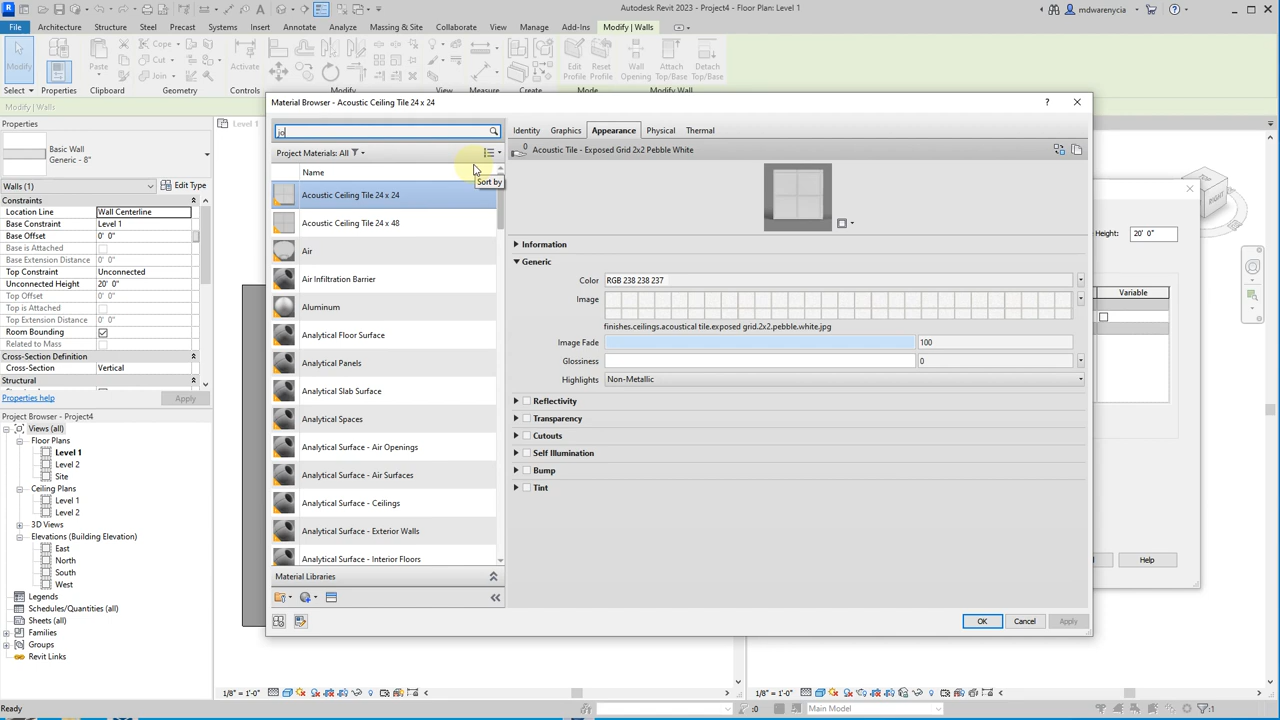 Autodesk Revit 2023 - Floor Plan: Level 1
mdwarenycia
File Architecture Structure Steel Precast Systems Insert Annotate Analyze Massing & Site Collaborate View Manage Add-Ins Modify | Walls
Modify Paste Cope Cut Join Activate Edit Profile Reset Profile Wall Opening Attach Top/Base Detach Top/Base
Select Properties Clipboard Geometry Controls Modify View Measure Create Mode Modify Wall
Modify | Walls
Properties
Basic Wall
Generic - 8"
Walls (1) Edit Type
Location Line Wall Centerline
Base Constraint Level 1
Base Offset 0' 0"
Base is Attached
Base Extension Distance 0' 0"
Top Constraint Unconnected
Unconnected Height 20' 0"
Top Offset 0' 0"
Top is Attached
Top Extension Distance 0' 0"
Room Bounding
Related to Mass
Cross-Section Definition
Cross-Section Vertical
Structural
Properties help Apply
Project Browser - Project4
Views (all)
Floor Plans
Level 1
Level 2
Site
Ceiling Plans
Level 1
Level 2
3D Views
Elevations (Building Elevation)
East
North
South
West
Legends
Schedules/Quantities (all)
Sheets (all)
Families
Groups
Revit Links
Level 1
Material Browser - Acoustic Ceiling Tile 24 x 24
?
jo
Project Materials: All
Sort by
Name
Acoustic Ceiling Tile 24 x 24
Acoustic Ceiling Tile 24 x 48
Air
Air Infiltration Barrier
Aluminum
Analytical Floor Surface
Analytical Panels
Analytical Slab Surface
Analytical Spaces
Analytical Surface - Air Openings
Analytical Surface - Air Surfaces
Analytical Surface - Ceilings
Analytical Surface - Exterior Walls
Analytical Surface - Interior Floors
Material Libraries
Identity Graphics Appearance Physical Thermal
0 Acoustic Tile - Exposed Grid 2x2 Pebble White
Information
Generic
Color RGB 238 238 237
Image
finishes.ceilings.acoustical tile.exposed grid.2x2.pebble.white.jpg
Image Fade 100
Glossiness 0
Highlights Non-Metallic
Reflectivity
Transparency
Cutouts
Self Illumination
Bump
Tint
OK Cancel Apply
Height: 20' 0"
Variable
Help
RIGHT
1/8" = 1'-0" 1/8" = 1'-0"
Ready :0 Main Model :1